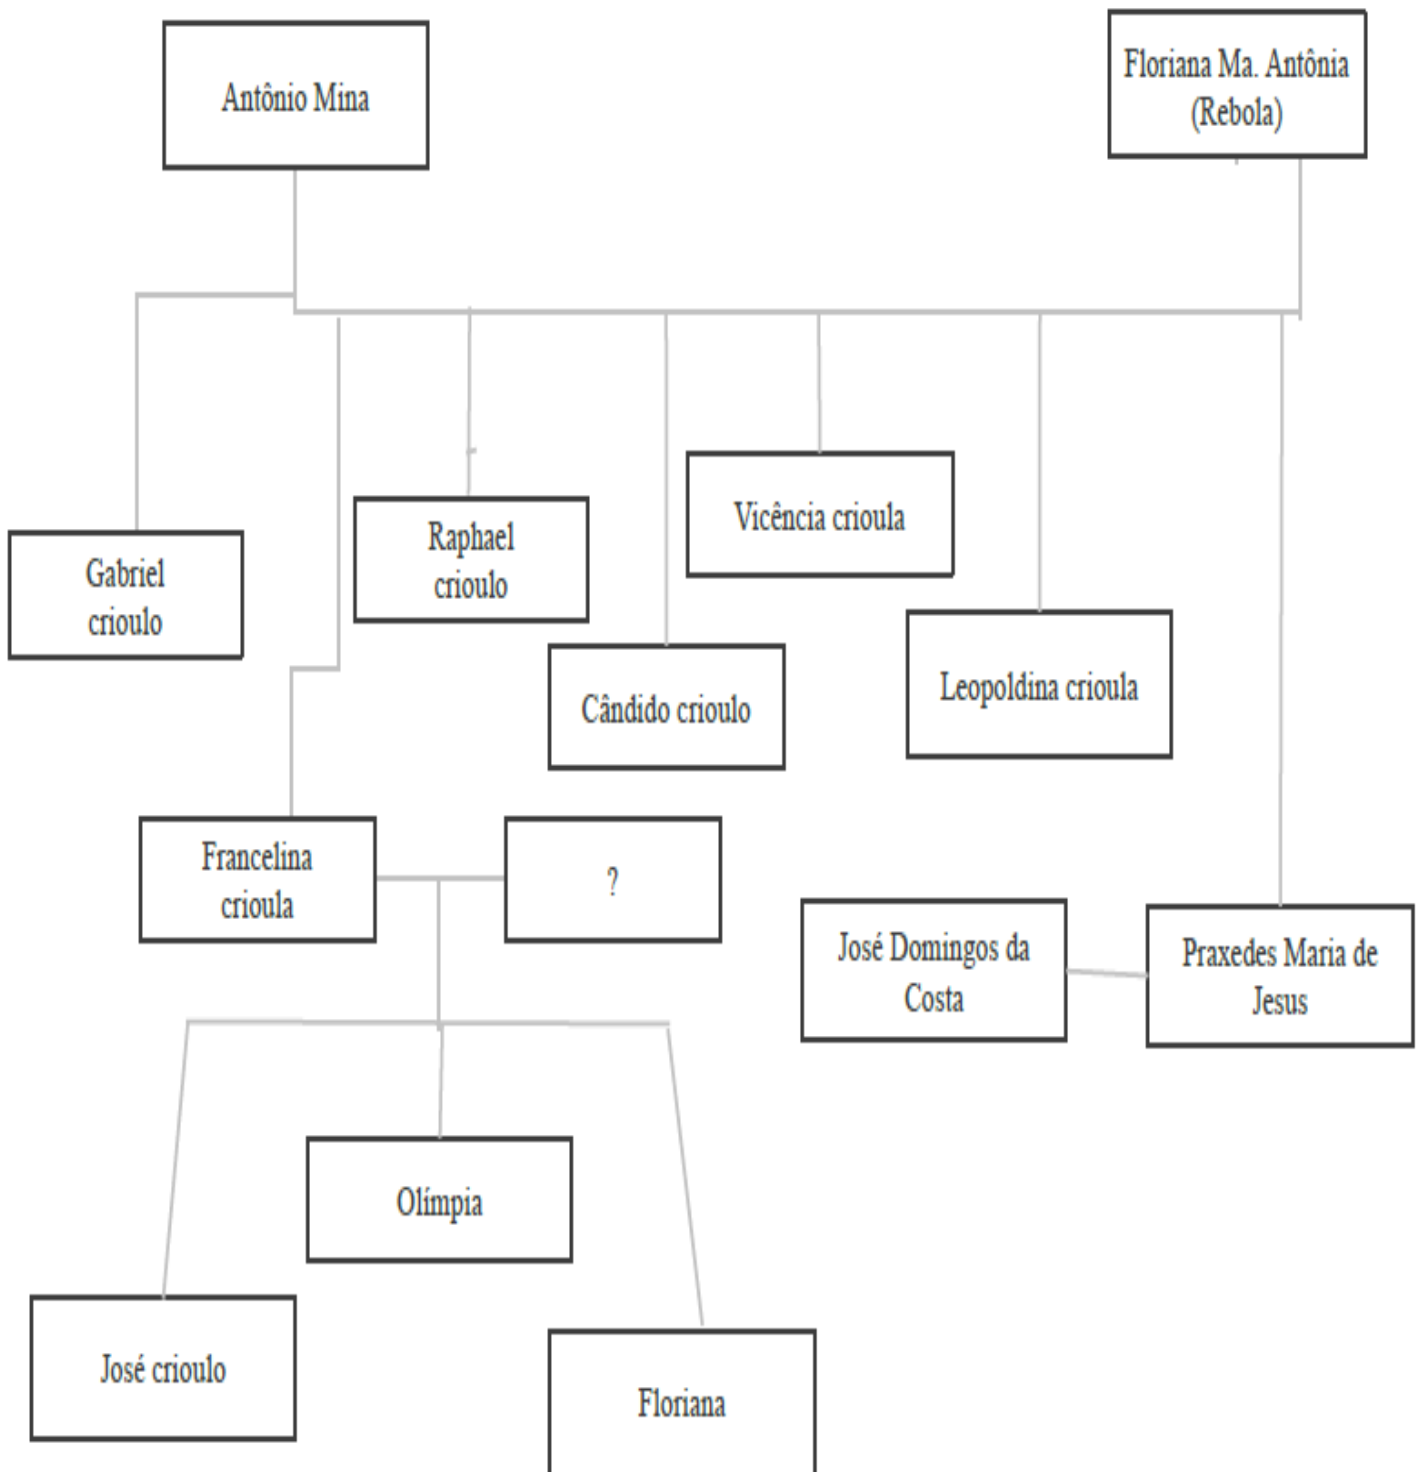 Antônio Mina
Floriana Ma. Antônia
(Rebola)
Gabriel
crioulo
Raphael
crioulo
Vicência crioula
Cândido crioulo
Leopoldina crioula
Francelina
crioula
?
José Domingos da
Costa
Praxedes Maria de
Jesus
Olímpia
José crioulo
Floriana